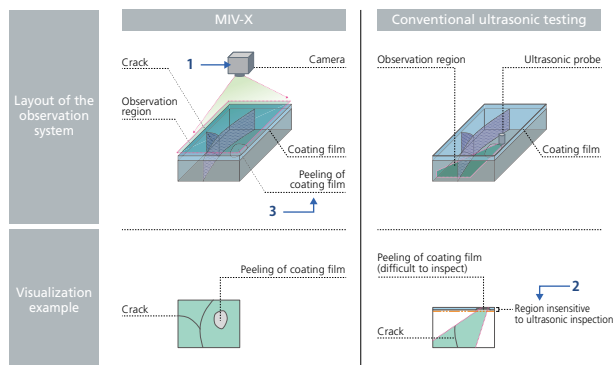 MIV-X
Conventional ultrasonic testing
Layout of the
observation
system
Crack
1
Camera
Observation
region
Coating film
Peeling of
coating film
3
Observation region
Ultrasonic probe
Coating film
Visualization
example
Peeling of coating film
Crack
Peeling of coating film
(difficult to inspect)
2
Region insensitive
to ultrasonic inspection
Crack